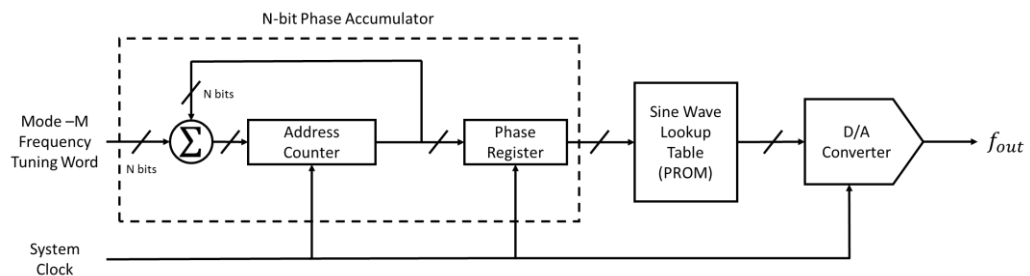 N-bit Phase Accumulator
N bits
Mode –M
Frequency
Tuning Word
N bits
Σ
Address
Counter
Phase
Register
Sine Wave
Lookup
Table
(PROM)
D/A
Converter
f_out
System
Clock